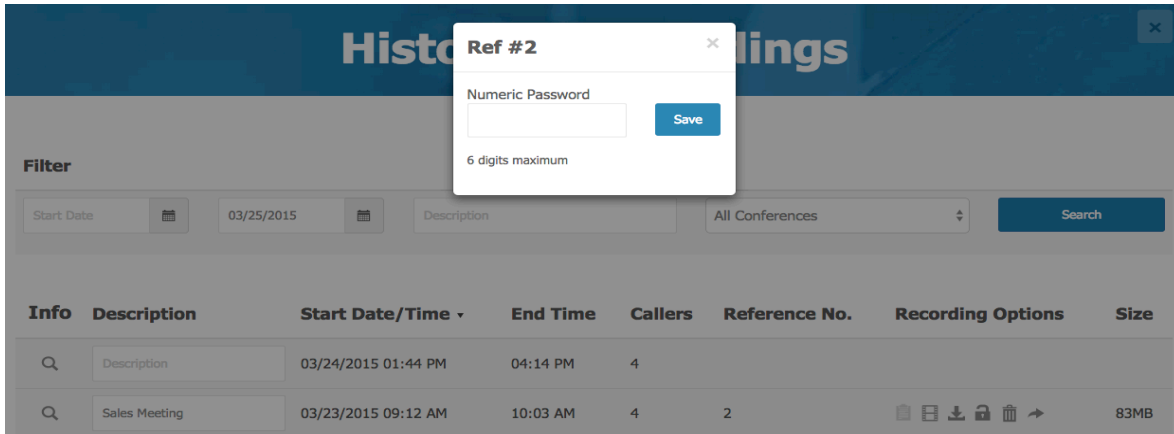 Histo
dings
Ref #2
Numeric Password
Save
6 digits maximum
Filter
Start Date 03/25/2015 Description All Conferences Search
Info Description Start Date/Time End Time Callers Reference No. Recording Options Size
Description 03/24/2015 01:44 PM 04:14 PM 4
Sales Meeting 03/23/2015 09:12 AM 10:03 AM 4 2 83MB